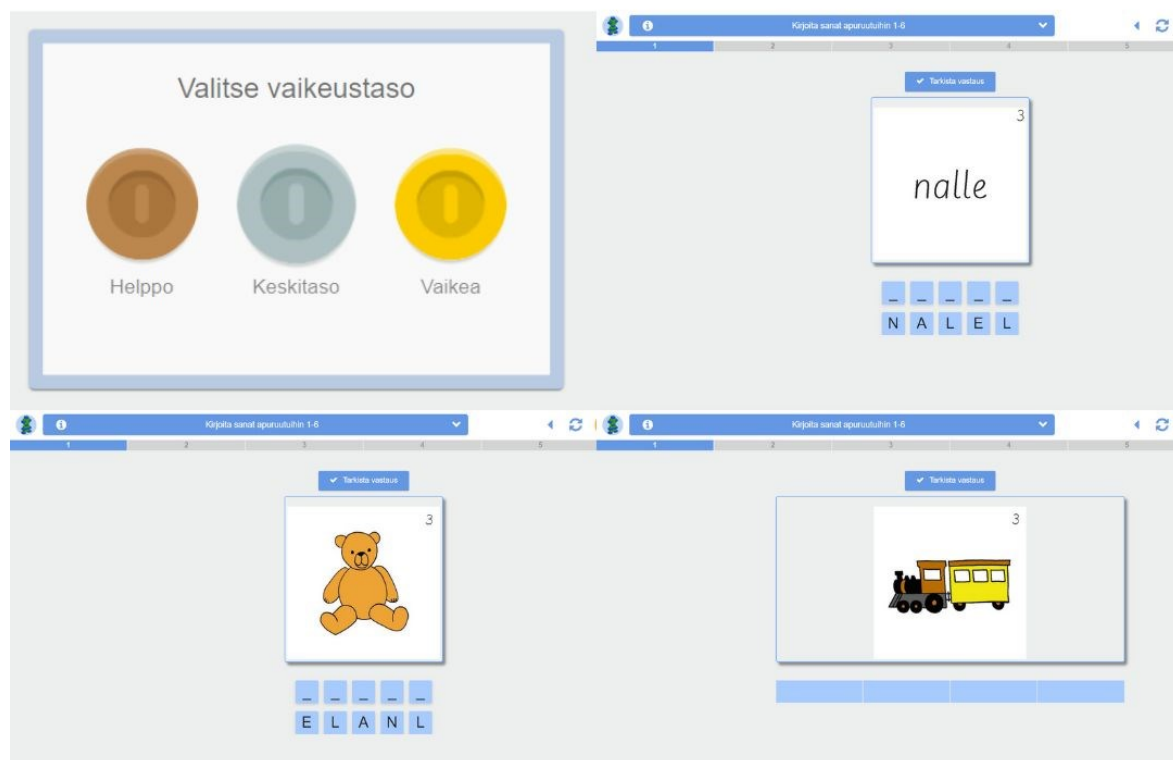 Valitse vaikeustaso
Helppo Keskitaso Vaikea
Kirjoita sanat apuruutuihin 1-6
1 2 3 4 5
Tarkista vastaus
3
nalle
_ _ _ _ _
N A L E L
Kirjoita sanat apuruutuihin 1-6
1 2 3 4 5
Tarkista vastaus
3
_ _ _ _ _
E L A N L
Kirjoita sanat apuruutuihin 1-6
1 2 3 4 5
Tarkista vastaus
3